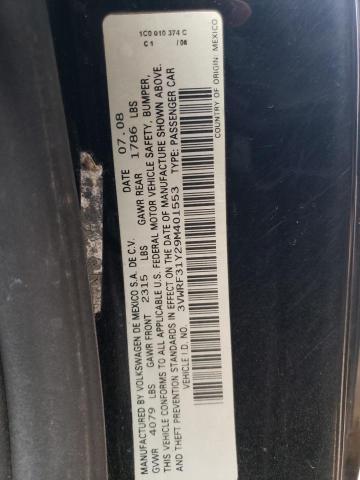 1C0 010 374 C
C 1 / 08
MANUFACTURED BY VOLKSWAGEN DE MEXICO S.A. DE C.V. DATE 07.08
GVWR 4079 LBS GAWR FRONT 2315 LBS GAWR REAR 1786 LBS
THIS VEHICLE CONFORMS TO ALL APPLICABLE U.S. FEDERAL MOTOR VEHICLE SAFETY, BUMPER,
AND THEFT PREVENTION STANDARDS IN EFFECT ON THE DATE OF MANUFACTURE SHOWN ABOVE.
VEHICLE I.D. NO. 3VWRF31Y29M401553 TYPE: PASSENGER CAR
COUNTRY OF ORIGIN: MEXICO